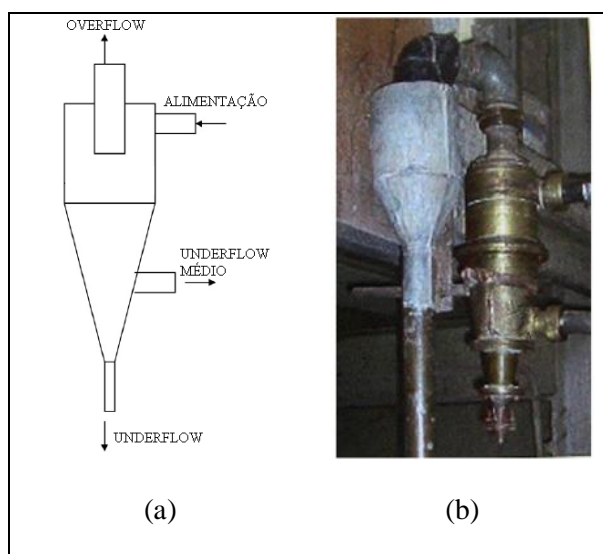 OVERFLOW
ALIMENTAÇÃO
UNDERFLOW
MÉDIO
UNDERFLOW
(a)
(b)